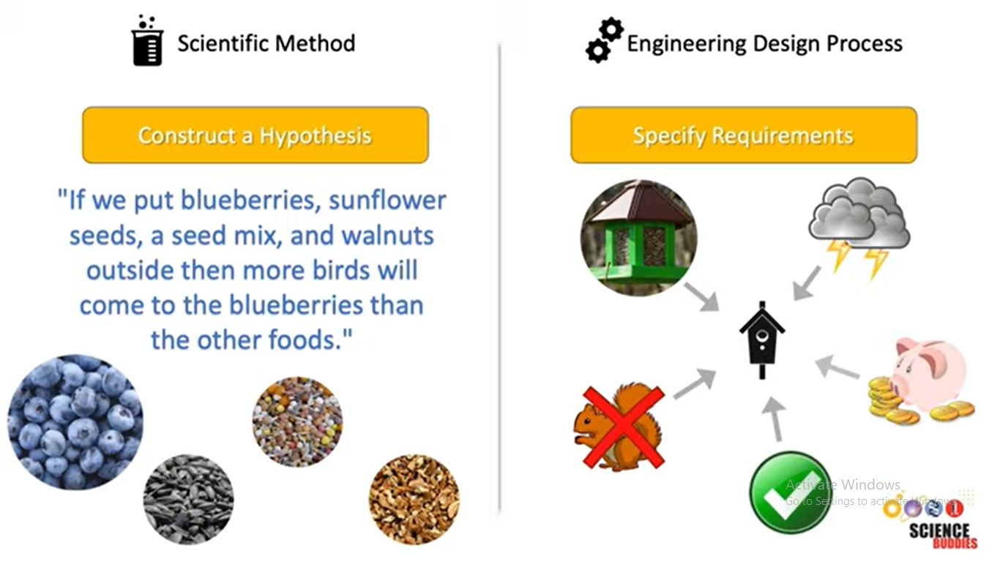 Scientific Method
Construct a Hypothesis
"If we put blueberries, sunflower
seeds, a seed mix, and walnuts
outside then more birds will
come to the blueberries than
the other foods."
Engineering Design Process
Specify Requirements
Activate Windows
Go to Settings to activate Windows.
SCIENCE
BUDDIES